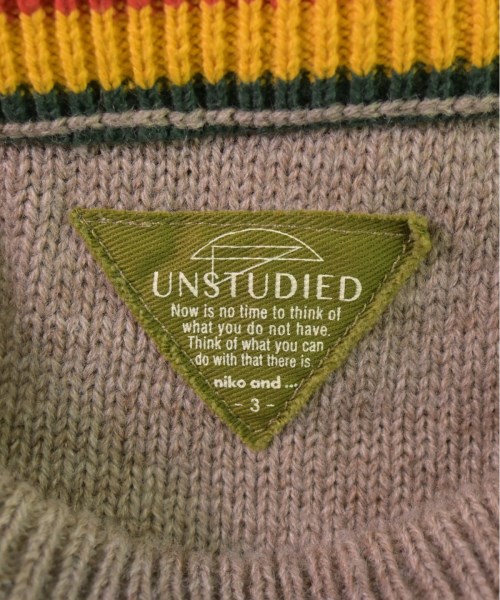 UNSTUDIED
Now is no time to think of
what you do not have.
Think of what you can
do with that there is
niko and ...
- 3 -